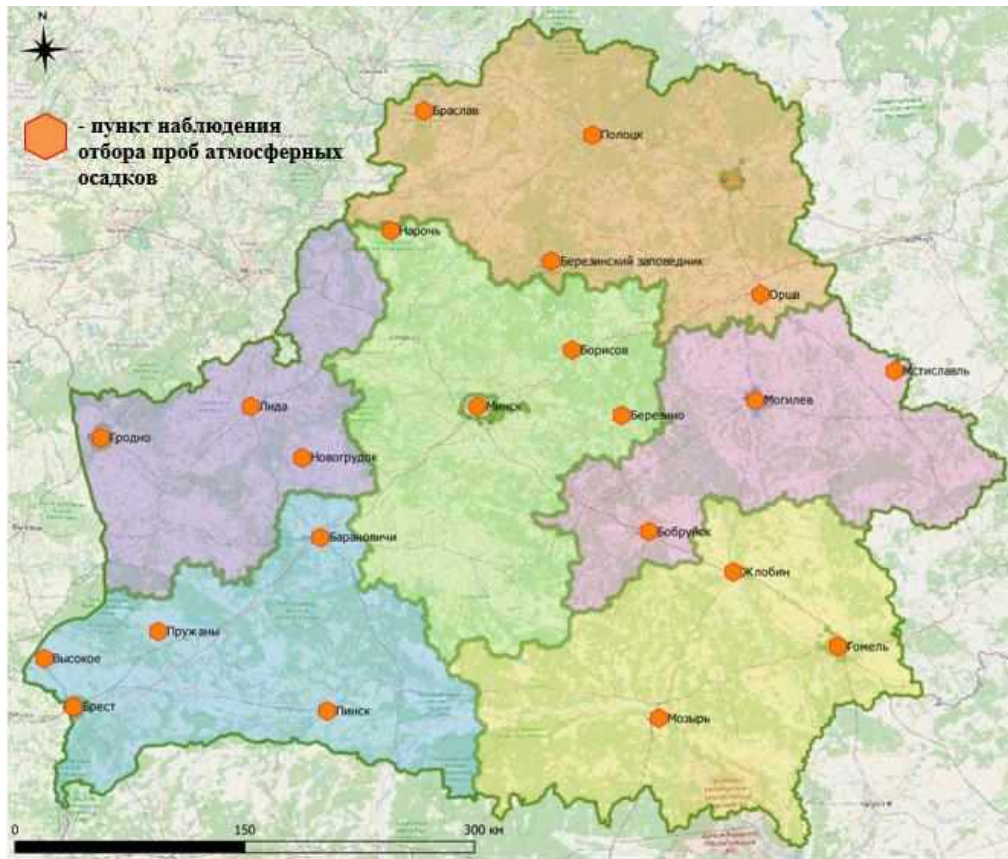 N
- пункт наблюдения
отбора проб атмосферных
осадков
Браслав
Полоцк
Нарочь
Березинский заповедник
Орша
Борисов
Мстиславль
Минск
Могилев
Лида
Березино
Гродно
Новогрудок
Бобруйск
Барановичи
Жлобин
Пружаны
Гомель
Высокое
Брест
Пинск
Мозырь
0 150 300 км